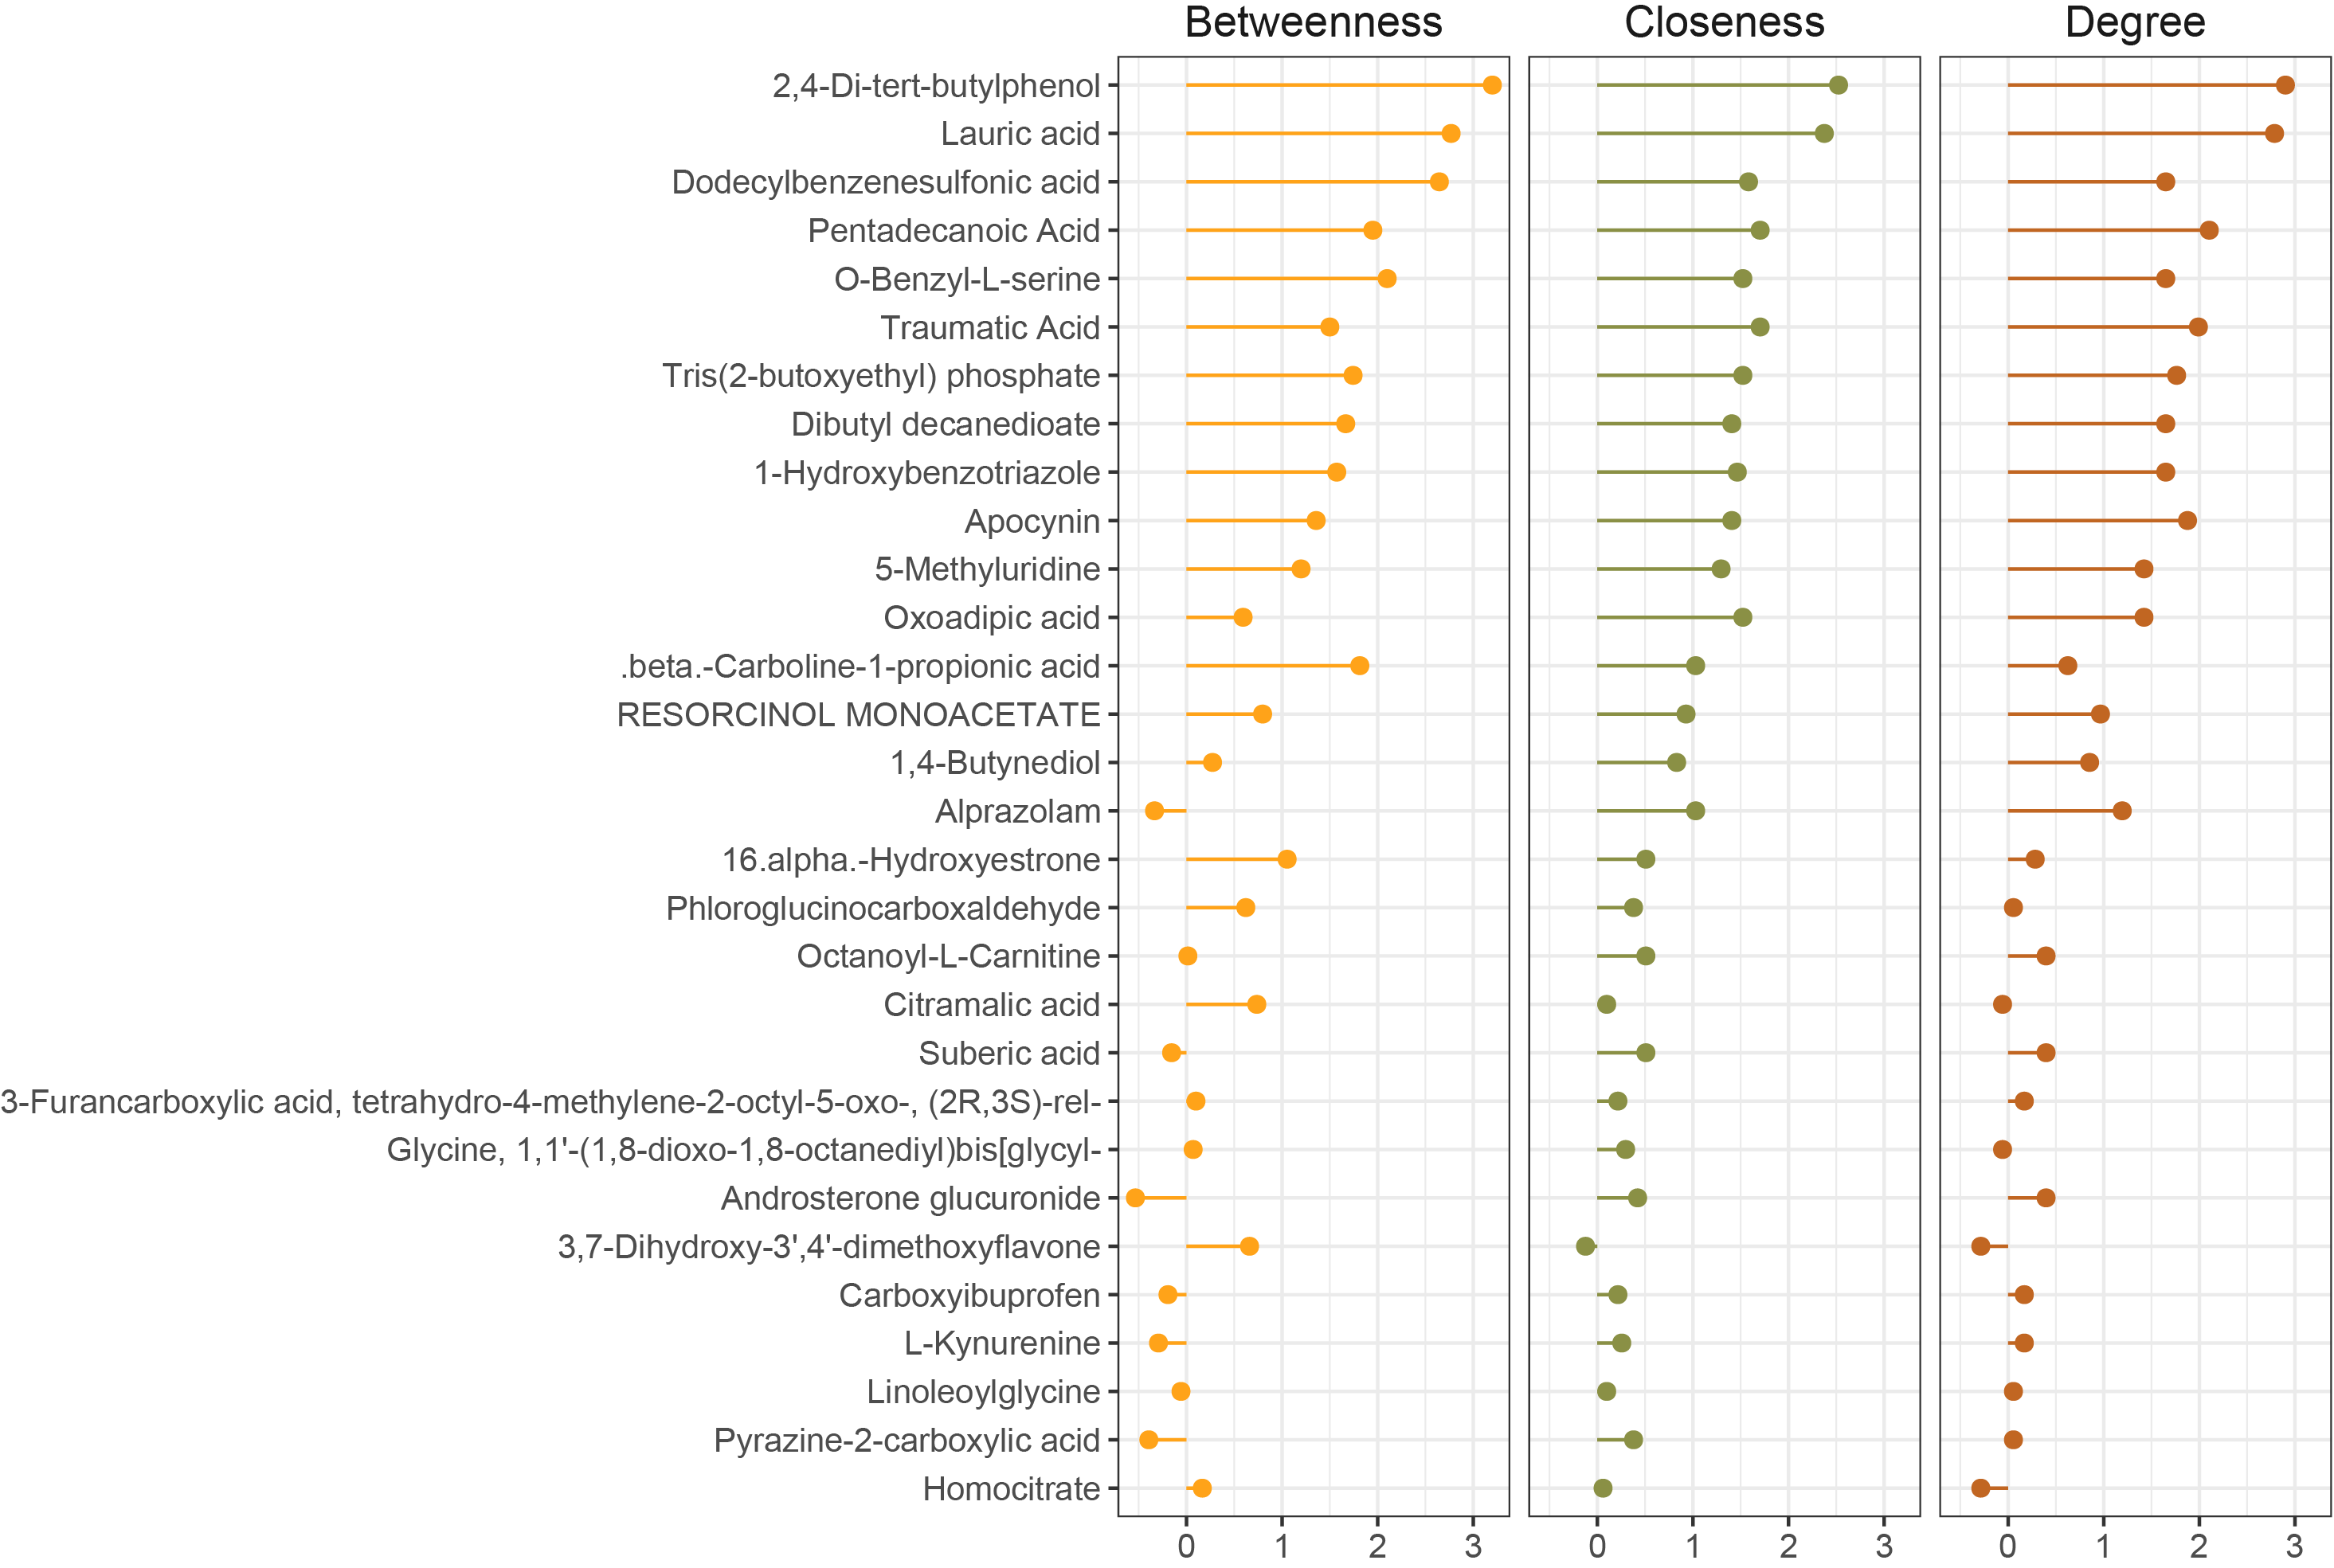 Betweenness Closeness Degree
2,4-Di-tert-butylphenol
Lauric acid
Dodecylbenzenesulfonic acid
Pentadecanoic Acid
O-Benzyl-L-serine
Traumatic Acid
Tris(2-butoxyethyl) phosphate
Dibutyl decanedioate
1-Hydroxybenzotriazole
Apocynin
5-Methyluridine
Oxoadipic acid
.beta.-Carboline-1-propionic acid
RESORCINOL MONOACETATE
1,4-Butynediol
Alprazolam
16.alpha.-Hydroxyestrone
Phloroglucinocarboxaldehyde
Octanoyl-L-Carnitine
Citramalic acid
Suberic acid
3-Furancarboxylic acid, tetrahydro-4-methylene-2-octyl-5-oxo-, (2R,3S)-rel-
Glycine, 1,1'-(1,8-dioxo-1,8-octanediyl)bis[glycyl-
Androsterone glucuronide
3,7-Dihydroxy-3',4'-dimethoxyflavone
Carboxyibuprofen
L-Kynurenine
Linoleoylglycine
Pyrazine-2-carboxylic acid
Homocitrate
0 1 2 3 0 1 2 3 0 1 2 3